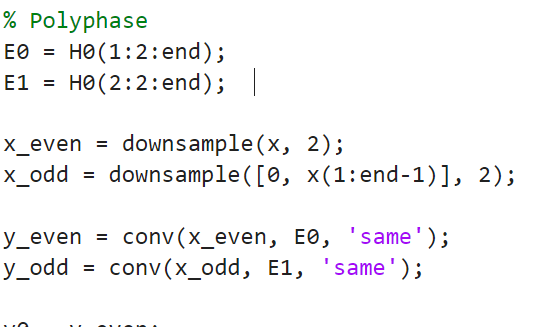 % Polyphase
E0 = H0(1:2:end);
E1 = H0(2:2:end);
x_even = downsample(x, 2);
x_odd = downsample([0, x(1:end-1)], 2);
y_even = conv(x_even, E0, 'same');
y_odd = conv(x_odd, E1, 'same');